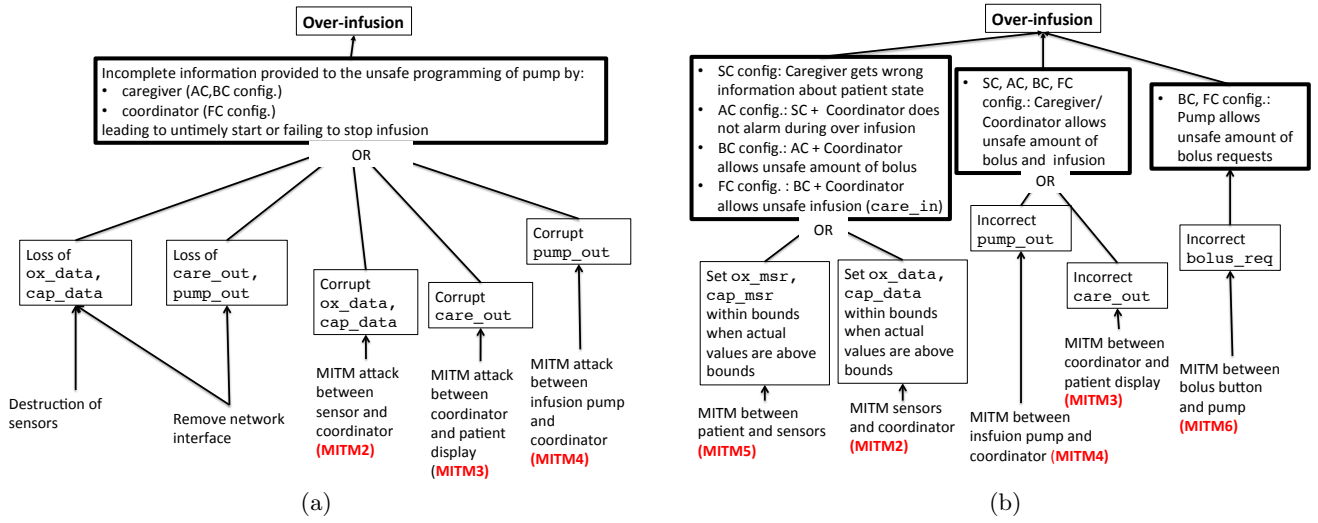 Over-infusion
Incomplete information provided to the unsafe programming of pump by:
• caregiver (AC,BC config.)
• coordinator (FC config.)
leading to untimely start or failing to stop infusion
OR
Loss of
ox_data,
cap_data
Loss of
care_out,
pump_out
Corrupt
ox_data,
cap_data
Corrupt
care_out
Corrupt
pump_out
Destruction of
sensors
Remove network
interface
MITM attack
between
sensor and
coordinator
(MITM2)
MITM attack
between
coordinator
and patient
display
(MITM3)
MITM attack
between
infusion pump
and
coordinator
(MITM4)
(a)
Over-infusion
• SC config: Caregiver gets wrong
information about patient state
• AC config.: SC + Coordinator does
not alarm during over infusion
• BC config.: AC + Coordinator
allows unsafe amount of bolus
• FC config. : BC + Coordinator
allows unsafe infusion (care_in)
• SC, AC, BC, FC
config.: Caregiver/
Coordinator allows
unsafe amount of
bolus and infusion
• BC, FC config.:
Pump allows
unsafe amount of
bolus requests
OR
OR
Set ox_msr,
cap_msr
within bounds
when actual
values are above
bounds
Set ox_data,
cap_data
within bounds
when actual
values are above
bounds
Incorrect
pump_out
Incorrect
care_out
Incorrect
bolus_req
MITM between
patient and sensors
(MITM5)
MITM sensors
and coordinator
(MITM2)
MITM between
insfuion pump and
coordinator (MITM4)
MITM between
coordinator and
patient display
(MITM3)
MITM between
bolus button
and pump
(MITM6)
(b)